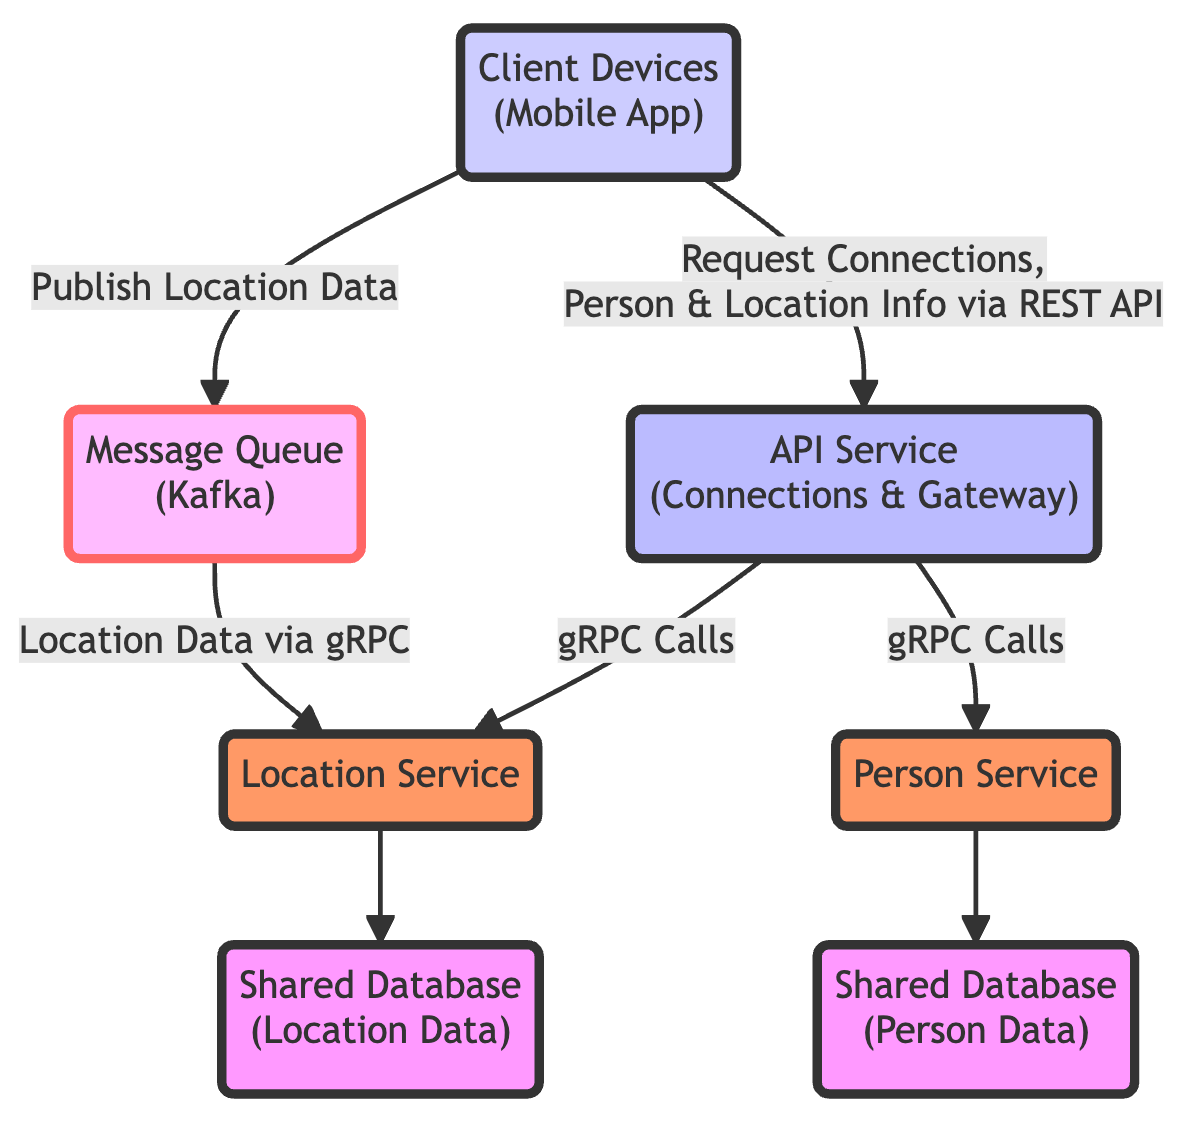 Client Devices
(Mobile App)
Publish Location Data
Request Connections,
Person & Location Info via REST API
Message Queue
(Kafka)
API Service
(Connections & Gateway)
Location Data via gRPC
gRPC Calls
gRPC Calls
Location Service
Person Service
Shared Database
(Location Data)
Shared Database
(Person Data)